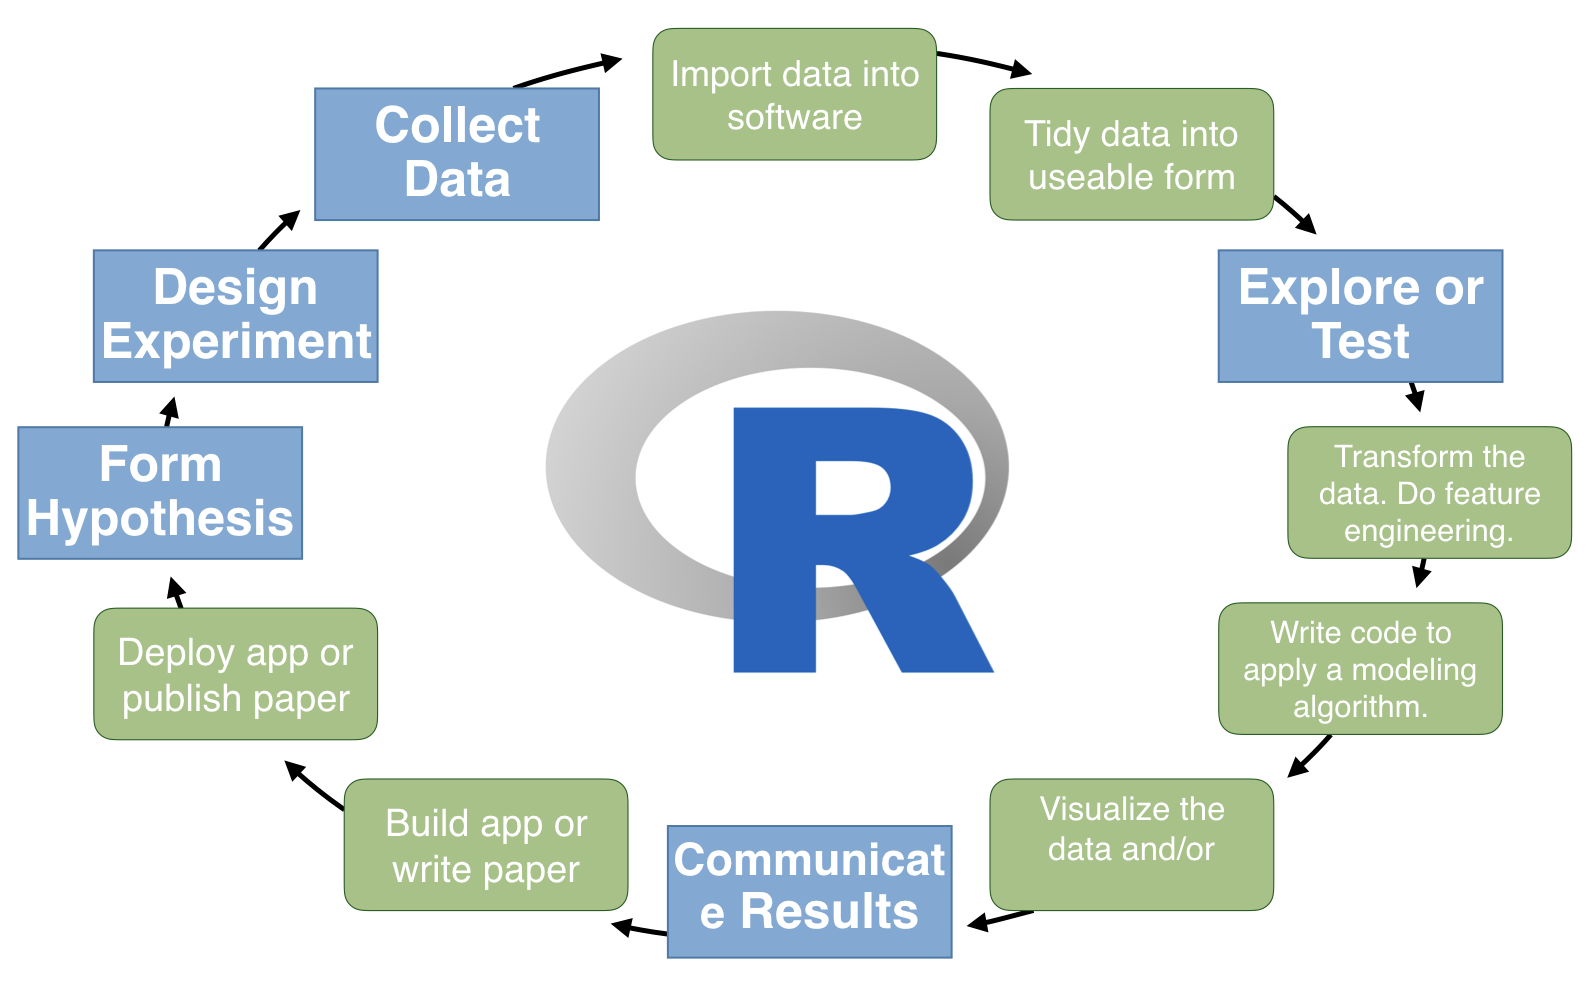 Import data into
software
Tidy data into
useable form
Explore or
Test
Transform the
data. Do feature
engineering.
Write code to
apply a modeling
algorithm.
Visualize the
data and/or
Communicat
e Results
Build app or
write paper
Deploy app or
publish paper
Form
Hypothesis
Design
Experiment
Collect
Data
R